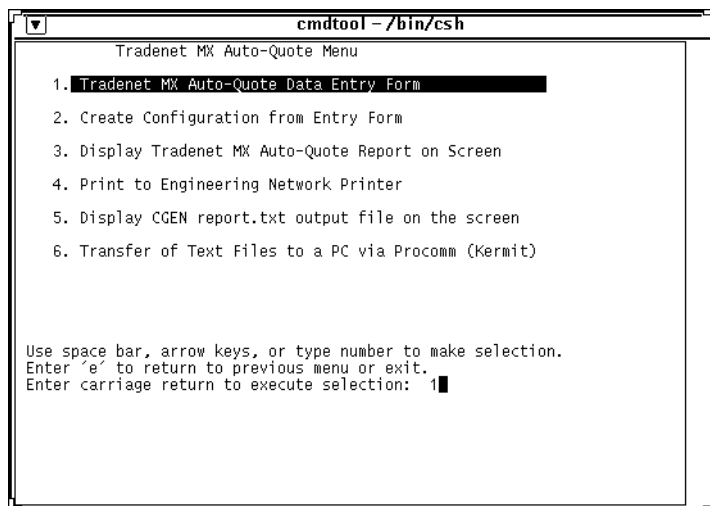 cmdtool – /bin/csh
Tradenet MX Auto-Quote Menu
1. Tradenet MX Auto-Quote Data Entry Form
2. Create Configuration from Entry Form
3. Display Tradenet MX Auto-Quote Report on Screen
4. Print to Engineering Network Printer
5. Display CGEN report.txt output file on the screen
6. Transfer of Text Files to a PC via Procomm (Kermit)
Use space bar, arrow keys, or type number to make selection.
Enter ´e´ to return to previous menu or exit.
Enter carriage return to execute selection:  1